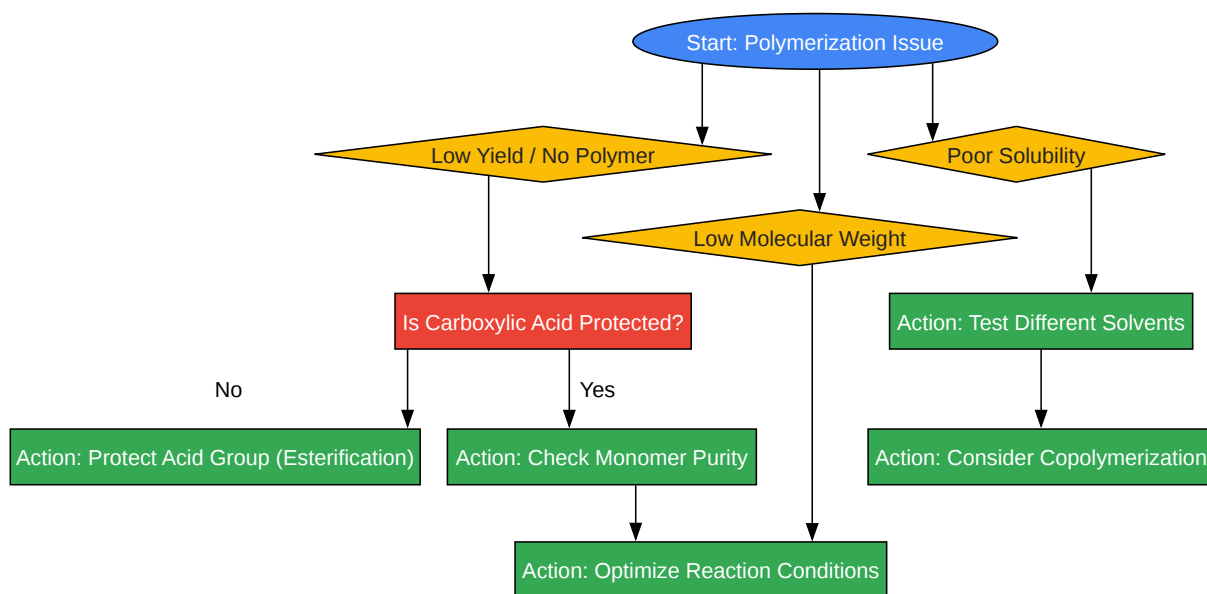 Start: Polymerization Issue
Low Yield / No Polymer
Poor Solubility
Low Molecular Weight
Is Carboxylic Acid Protected?
Action: Test Different Solvents
No
Yes
Action: Protect Acid Group (Esterification)
Action: Check Monomer Purity
Action: Consider Copolymerization
Action: Optimize Reaction Conditions